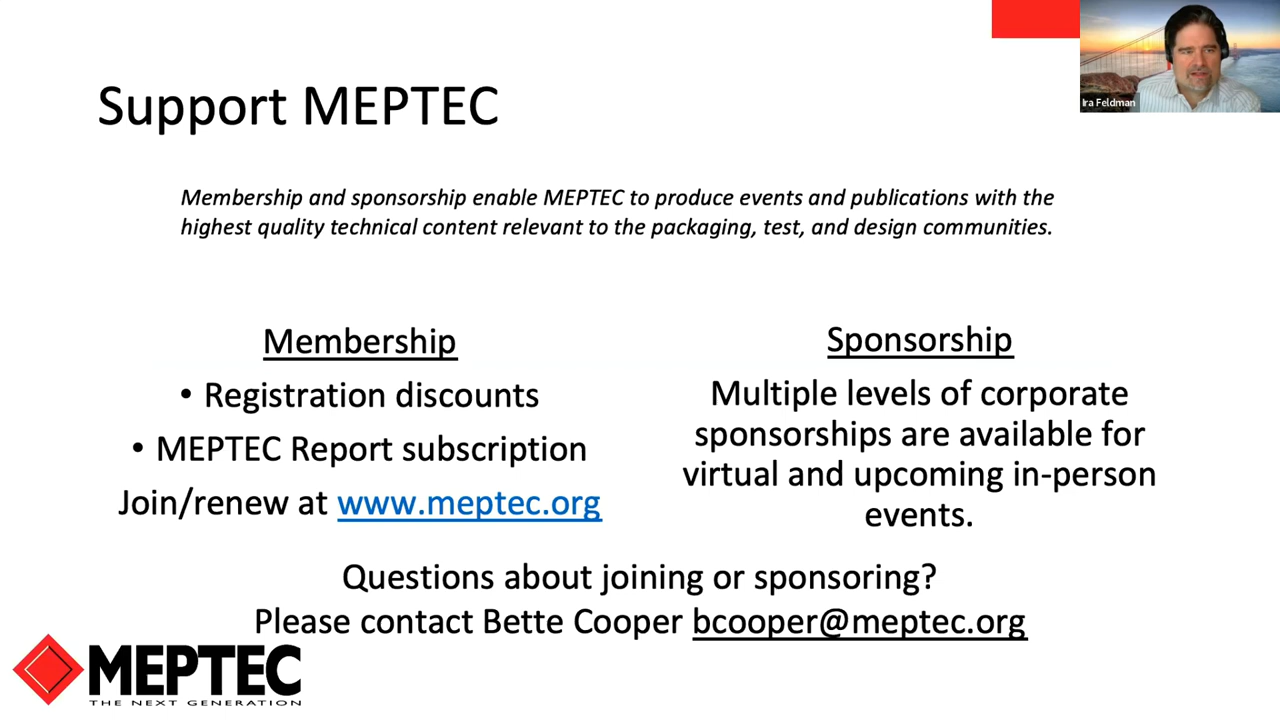 Support MEPTEC
Ira Feldman
Membership and sponsorship enable MEPTEC to produce events and publications with the
highest quality technical content relevant to the packaging, test, and design communities.
Membership
• Registration discounts
• MEPTEC Report subscription
Join/renew at www.meptec.org
Sponsorship
Multiple levels of corporate
sponsorships are available for
virtual and upcoming in-person
events.
Questions about joining or sponsoring?
Please contact Bette Cooper bcooper@meptec.org
MEPTEC
THE NEXT GENERATION